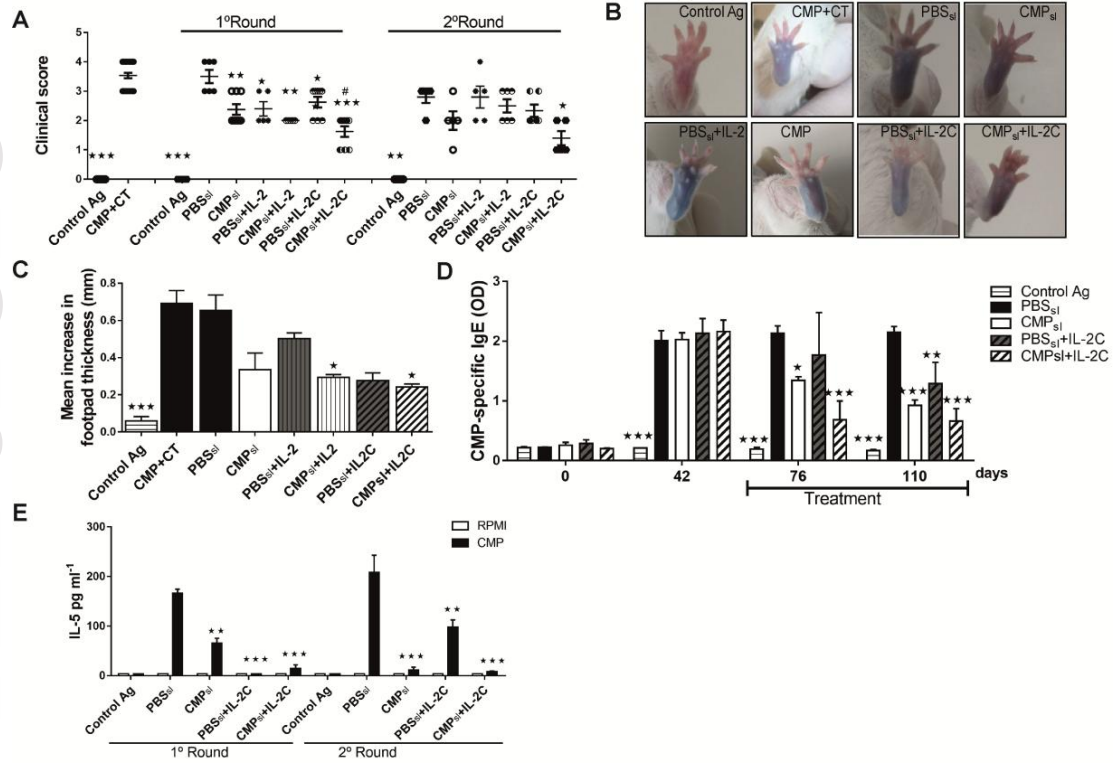 A
1ºRound
2ºRound
Clinical score
5
4
3
2
1
0
★★★
★★★
★★
★
★★
★
#
★★★
★★
★
Control Ag
CMP+CT
Control Ag
PBSsl
CMPsl
PBSsl+IL-2
CMPsl+IL-2
PBSsl+IL-2C
CMPsl+IL-2C
Control Ag
PBSsl
CMPsl
PBSsl+IL-2
CMPsl+IL-2
PBSsl+IL-2C
CMPsl+IL-2C
B
Control Ag
CMP+CT
PBSsl
CMPsl
PBSsl+IL-2
CMP
PBSsl+IL-2C
CMPsl+IL-2C
C
Mean increase in
footpad thickness (mm)
0.8
0.6
0.4
0.2
0.0
★★★
★
★
Control Ag
CMP+CT
PBSsl
CMPsl
PBSsl+IL-2
CMPsl+IL2
PBSsl+IL2C
CMPsl+IL2C
D
CMP-specific IgE (OD)
3
2
1
0
★★★
★★★
★
★★★
★★★
★★★
★★
★★★
0
42
76
110
days
Treatment
Control Ag
PBSsl
CMPsl
PBSsl+IL-2C
CMPsl+IL-2C
E
IL-5 pg ml-1
300
200
100
0
RPMI
CMP
★★
★★★
★★★
★★★
★★
★★★
Control Ag
PBSsl
CMPsl
PBSsl+IL-2C
CMPsl+IL-2C
Control Ag
PBSsl
CMPsl
PBSsl+IL-2C
CMPsl+IL-2C
1º Round
2º Round